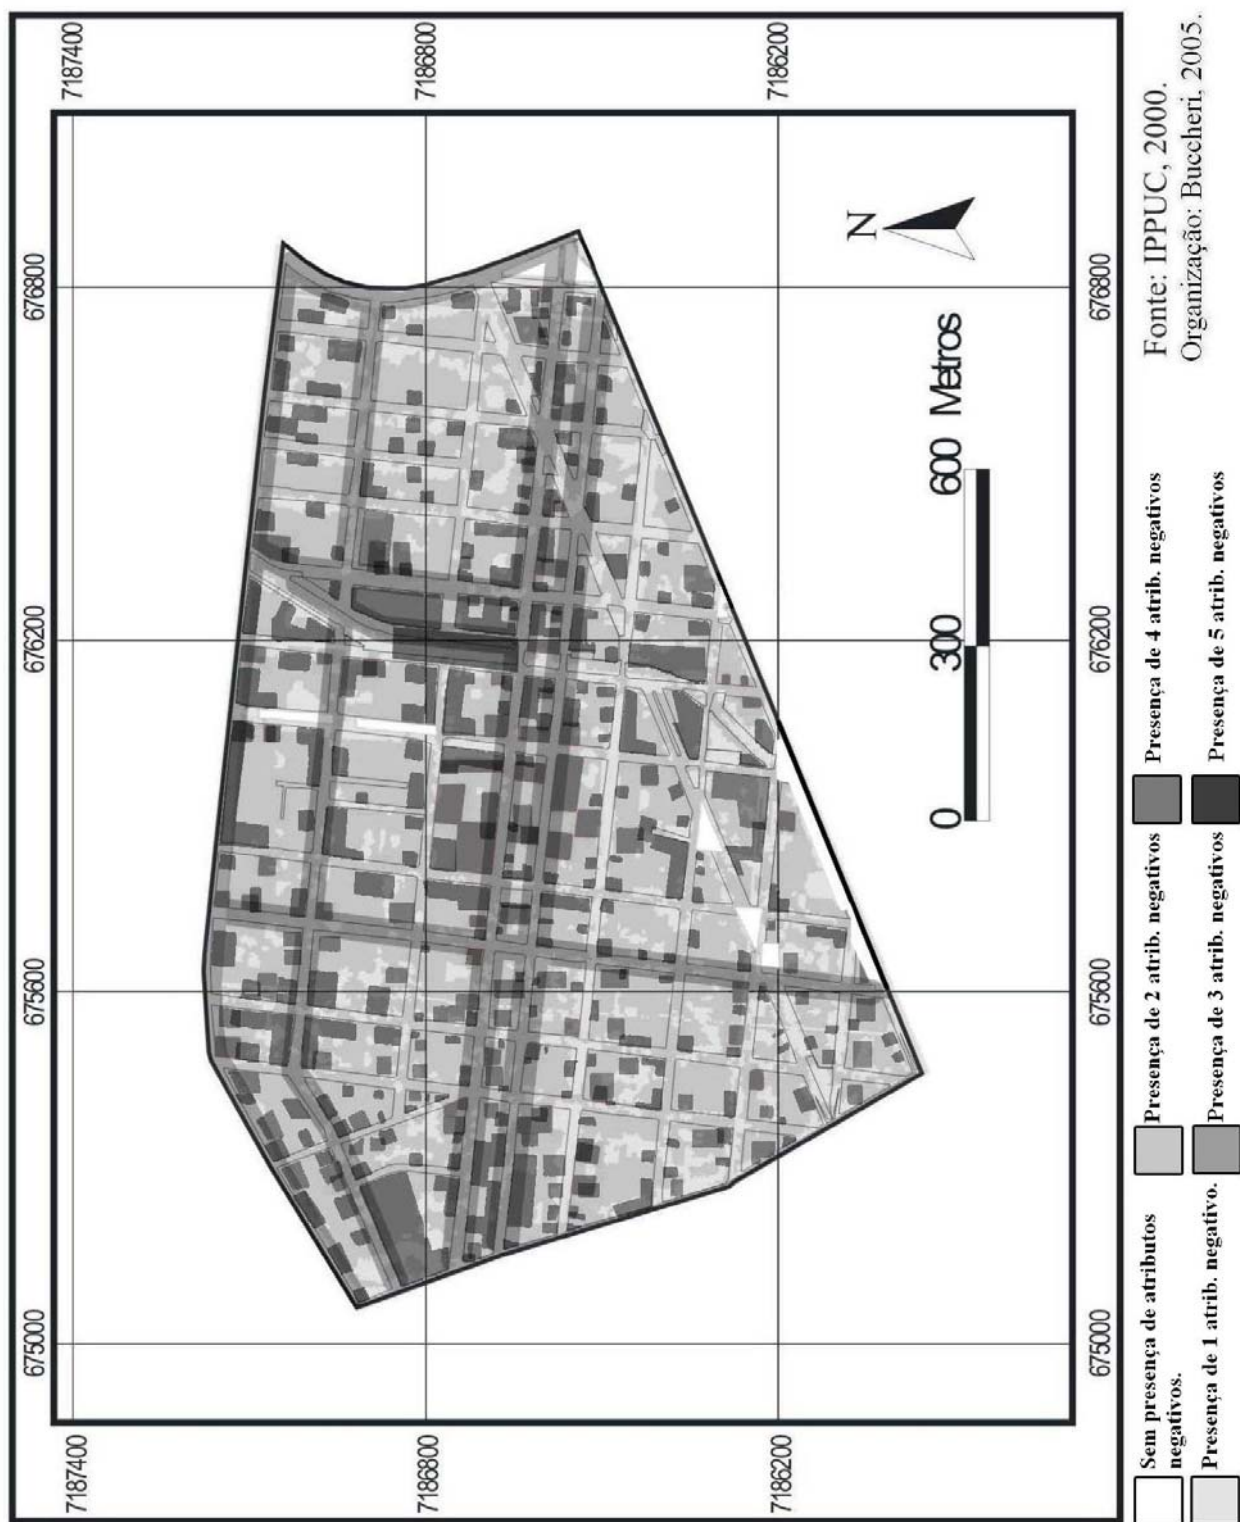 675000
675600
676200
676800
7187400
7187400
7186800
7186800
7186200
7186200
N
0
300
600 Metros
675000
675600
676200
676800
Sem presença de atributos
negativos.
Presença de 1 atrib. negativo.
Presença de 2 atrib. negativos
Presença de 3 atrib. negativos
Presença de 4 atrib. negativos
Presença de 5 atrib. negativos
Fonte: IPPUC, 2000.
Organização: Buccheri, 2005.